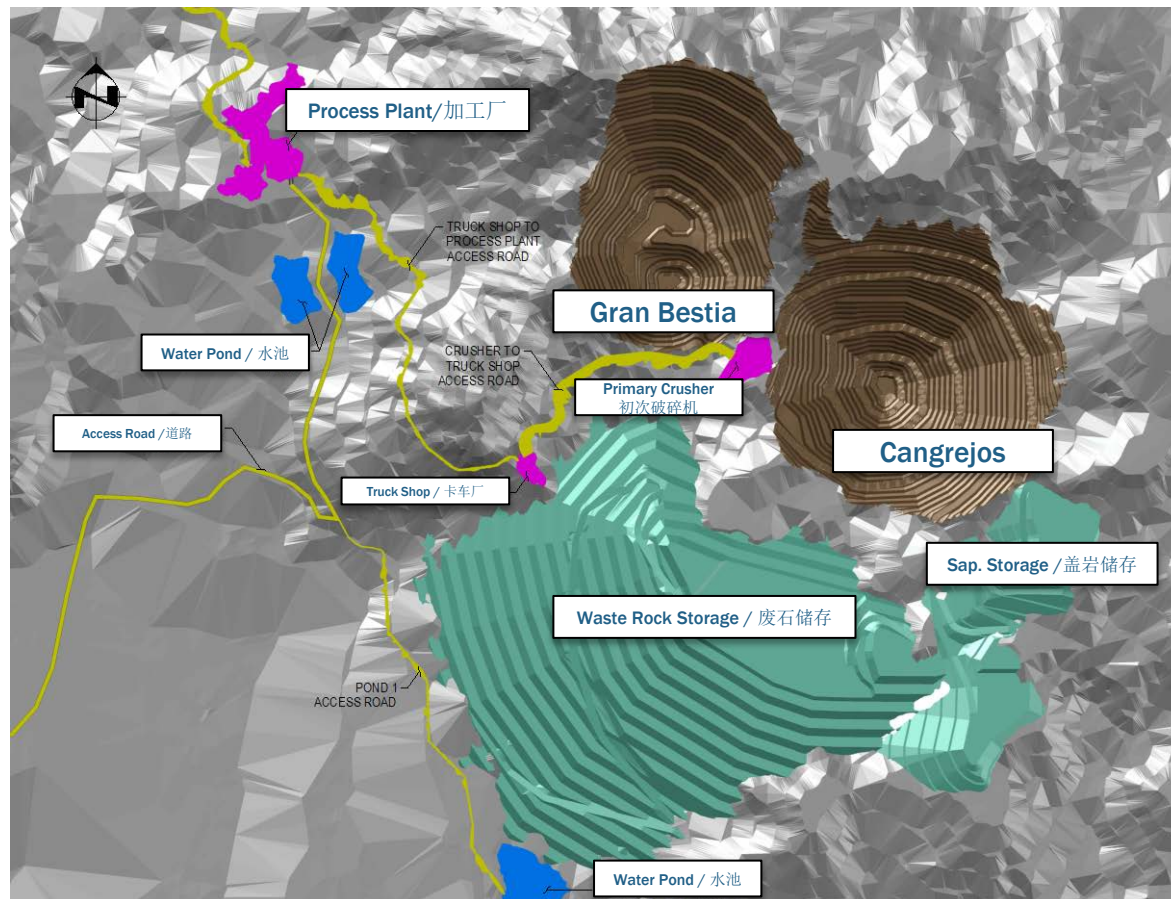 Process Plant/加工厂
TRUCK SHOP TO
PROCESS PLANT
ACCESS ROAD
Gran Bestia
Water Pond / 水池
CRUSHER TO
TRUCK SHOP
ACCESS ROAD
Primary Crusher
初次破碎机
Access Road /道路
Cangrejos
Truck Shop / 卡车厂
Sap. Storage /盖岩储存
Waste Rock Storage / 废石储存
POND 1
ACCESS ROAD
Water Pond / 水池
N